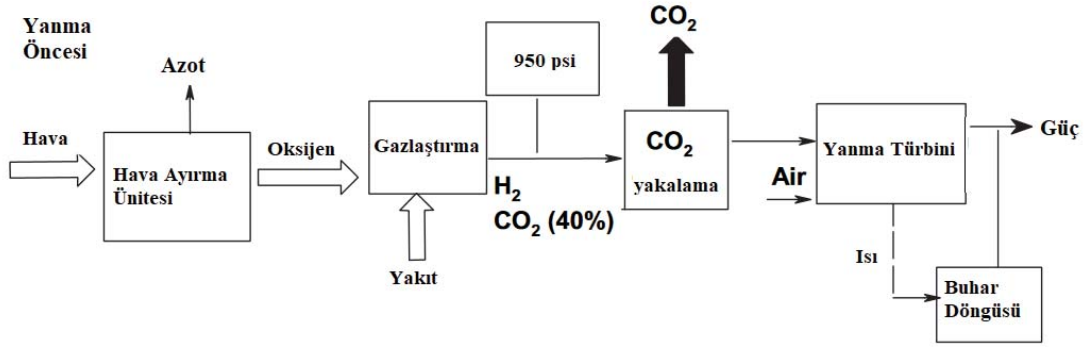 Yanma
Öncesi
Azot
Hava
Hava Ayırma
Ünitesi
Oksijen
Gazlaştırma
Yakıt
950 psi
H₂
CO₂ (40%)
CO₂
CO₂
yakalama
Air
Yanma Türbini
Güç
Isı
Buhar
Döngüsü